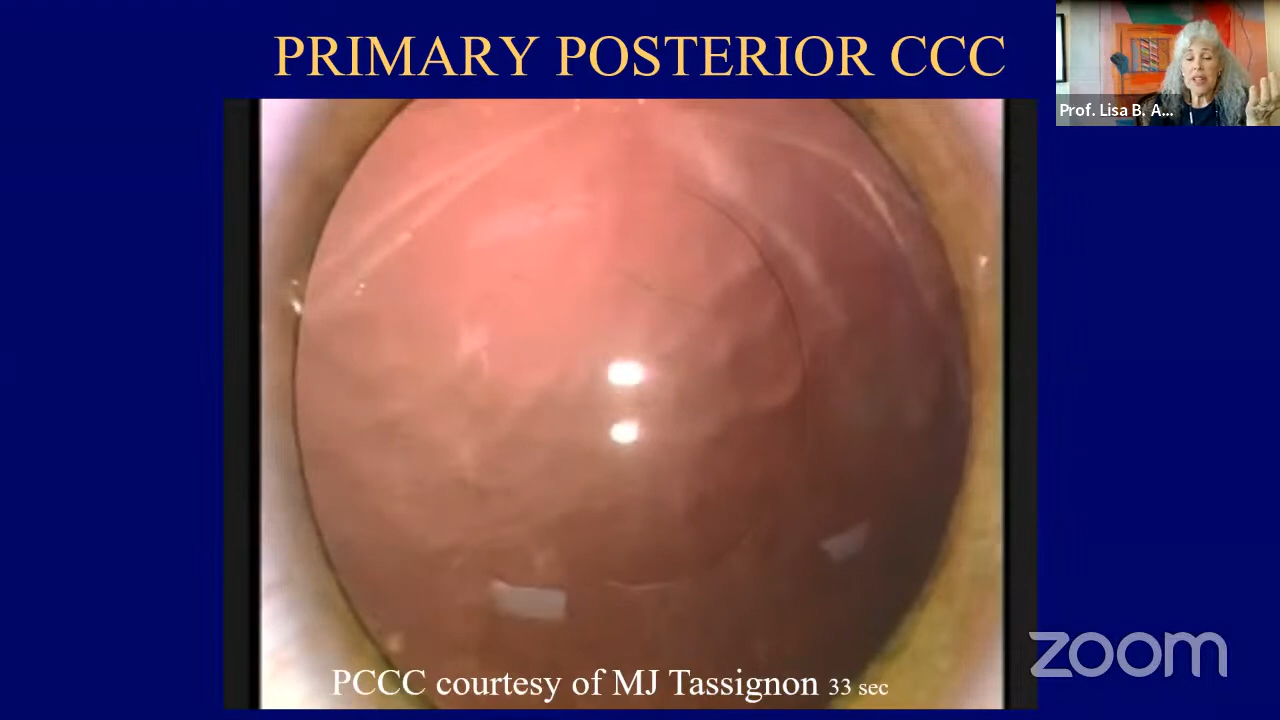 PRIMARY POSTERIOR CCC
Prof. Lisa B. A...
PCCC courtesy of MJ Tassignon 33 sec
zoom